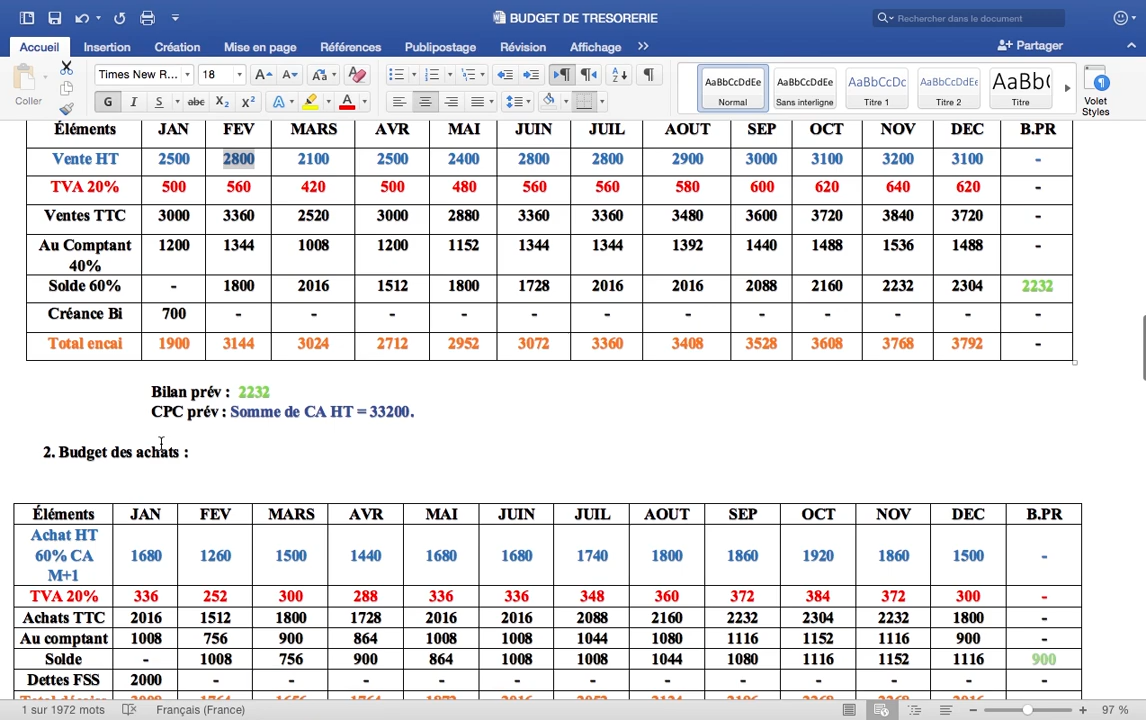 BUDGET DE TRESORERIE
Rechercher dans le document
Accueil Insertion Création Mise en page Références Publipostage Révision Affichage >> Partager
Coller
Times New R... 18
G I S abc X₂ X² A A
AaBbCcDdEe AaBbCcDdEe AaBbCcDc AaBbCcDdEe AaBb(
Normal Sans interligne Titre 1 Titre 2 Titre
Volet Styles
Éléments JAN FEV MARS AVR MAI JUIN JUIL AOUT SEP OCT NOV DEC B.PR
Vente HT 2500 2800 2100 2500 2400 2800 2800 2900 3000 3100 3200 3100 -
TVA 20% 500 560 420 500 480 560 560 580 600 620 640 620 -
Ventes TTC 3000 3360 2520 3000 2880 3360 3360 3480 3600 3720 3840 3720 -
Au Comptant 40% 1200 1344 1008 1200 1152 1344 1344 1392 1440 1488 1536 1488 -
Solde 60% - 1800 2016 1512 1800 1728 2016 2016 2088 2160 2232 2304 2232
Créance Bi 700 - - - - - - - - - - - -
Total encai 1900 3144 3024 2712 2952 3072 3360 3408 3528 3608 3768 3792 -
Bilan prév : 2232
CPC prév : Somme de CA HT = 33200.
2. Budget des achats :
Éléments JAN FEV MARS AVR MAI JUIN JUIL AOUT SEP OCT NOV DEC B.PR
Achat HT 60% CA M+1 1680 1260 1500 1440 1680 1680 1740 1800 1860 1920 1860 1500 -
TVA 20% 336 252 300 288 336 336 348 360 372 384 372 300 -
Achats TTC 2016 1512 1800 1728 2016 2016 2088 2160 2232 2304 2232 1800 -
Au comptant 1008 756 900 864 1008 1008 1044 1080 1116 1152 1116 900 -
Solde - 1008 756 900 864 1008 1008 1044 1080 1116 1152 1116 900
Dettes FSS 2000 - - - - - - - - - - - -
1 sur 1972 mots Français (France) 97 %